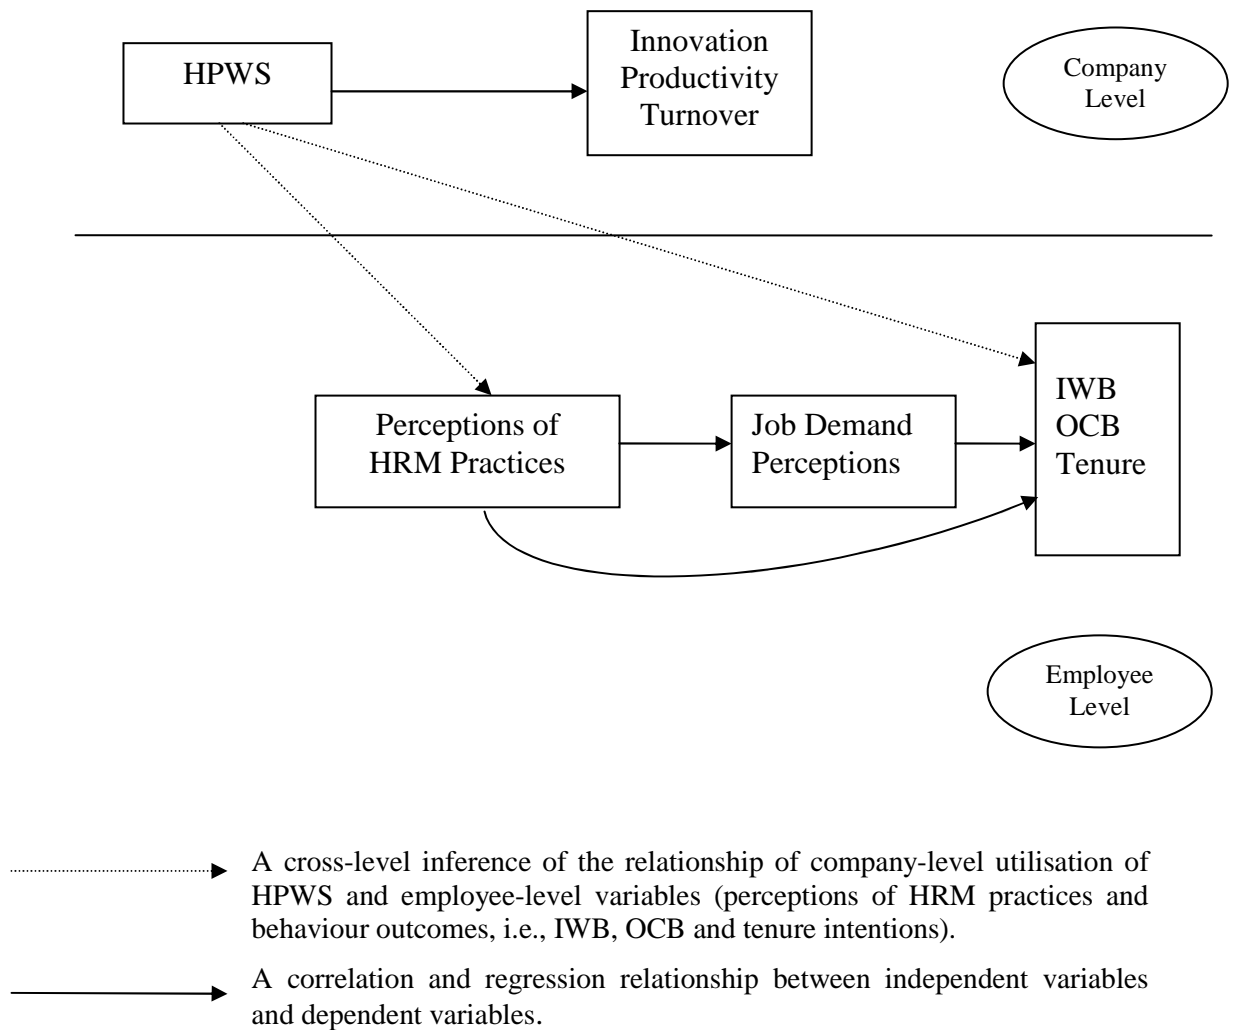 HPWS
Innovation
Productivity
Turnover
Company
Level
Perceptions of
HRM Practices
Job Demand
Perceptions
IWB
OCB
Tenure
Employee
Level
A cross-level inference of the relationship of company-level utilisation of
HPWS and employee-level variables (perceptions of HRM practices and
behaviour outcomes, i.e., IWB, OCB and tenure intentions).
A correlation and regression relationship between independent variables
and dependent variables.